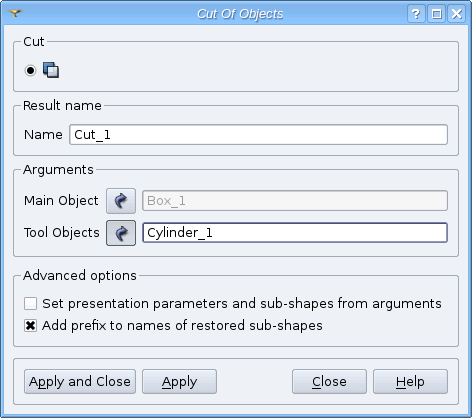 Cut Of Objects
Cut
Result name
Name Cut_1
Arguments
Main Object Box_1
Tool Objects Cylinder_1
Advanced options
Set presentation parameters and sub-shapes from arguments
Add prefix to names of restored sub-shapes
Apply and Close Apply Close Help